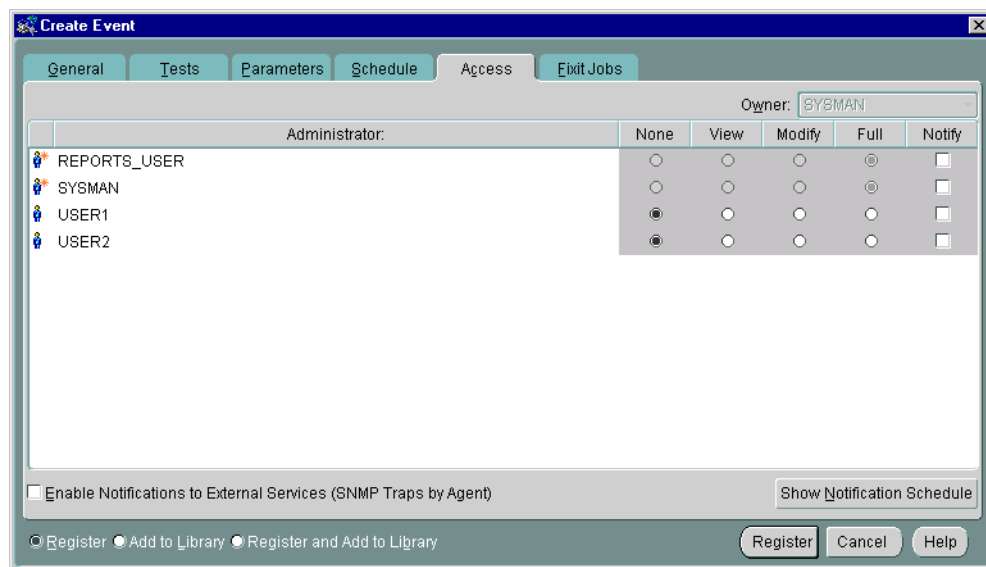 Create Event
General Tests Parameters Schedule Access Fixit Jobs
Owner: SYSMAN
Administrator: None View Modify Full Notify
REPORTS_USER
SYSMAN
USER1
USER2
Enable Notifications to External Services (SNMP Traps by Agent) Show Notification Schedule
Register Add to Library Register and Add to Library Register Cancel Help